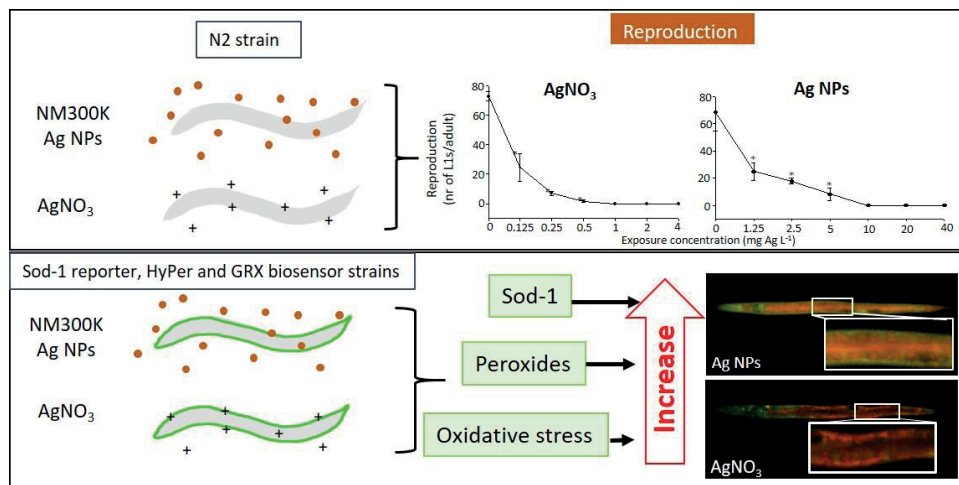 N2 strain
Reproduction
NM300K
Ag NPs
AgNO₃
+ + + + + + +
Reproduction
(nr of L1s/adult)
AgNO₃
80
60
40
20
0
*
*
*
0 0.125 0.25 0.5 1 2 4
Ag NPs
80
60
40
20
0
*
*
*
0 1.25 2.5 5 10 20 40
Exposure concentration (mg Ag L⁻¹)
Sod-1 reporter, HyPer and GRX biosensor strains
NM300K
Ag NPs
AgNO₃
+ + + + + + +
Sod-1
Peroxides
Oxidative stress
Increase
Ag NPs
AgNO₃